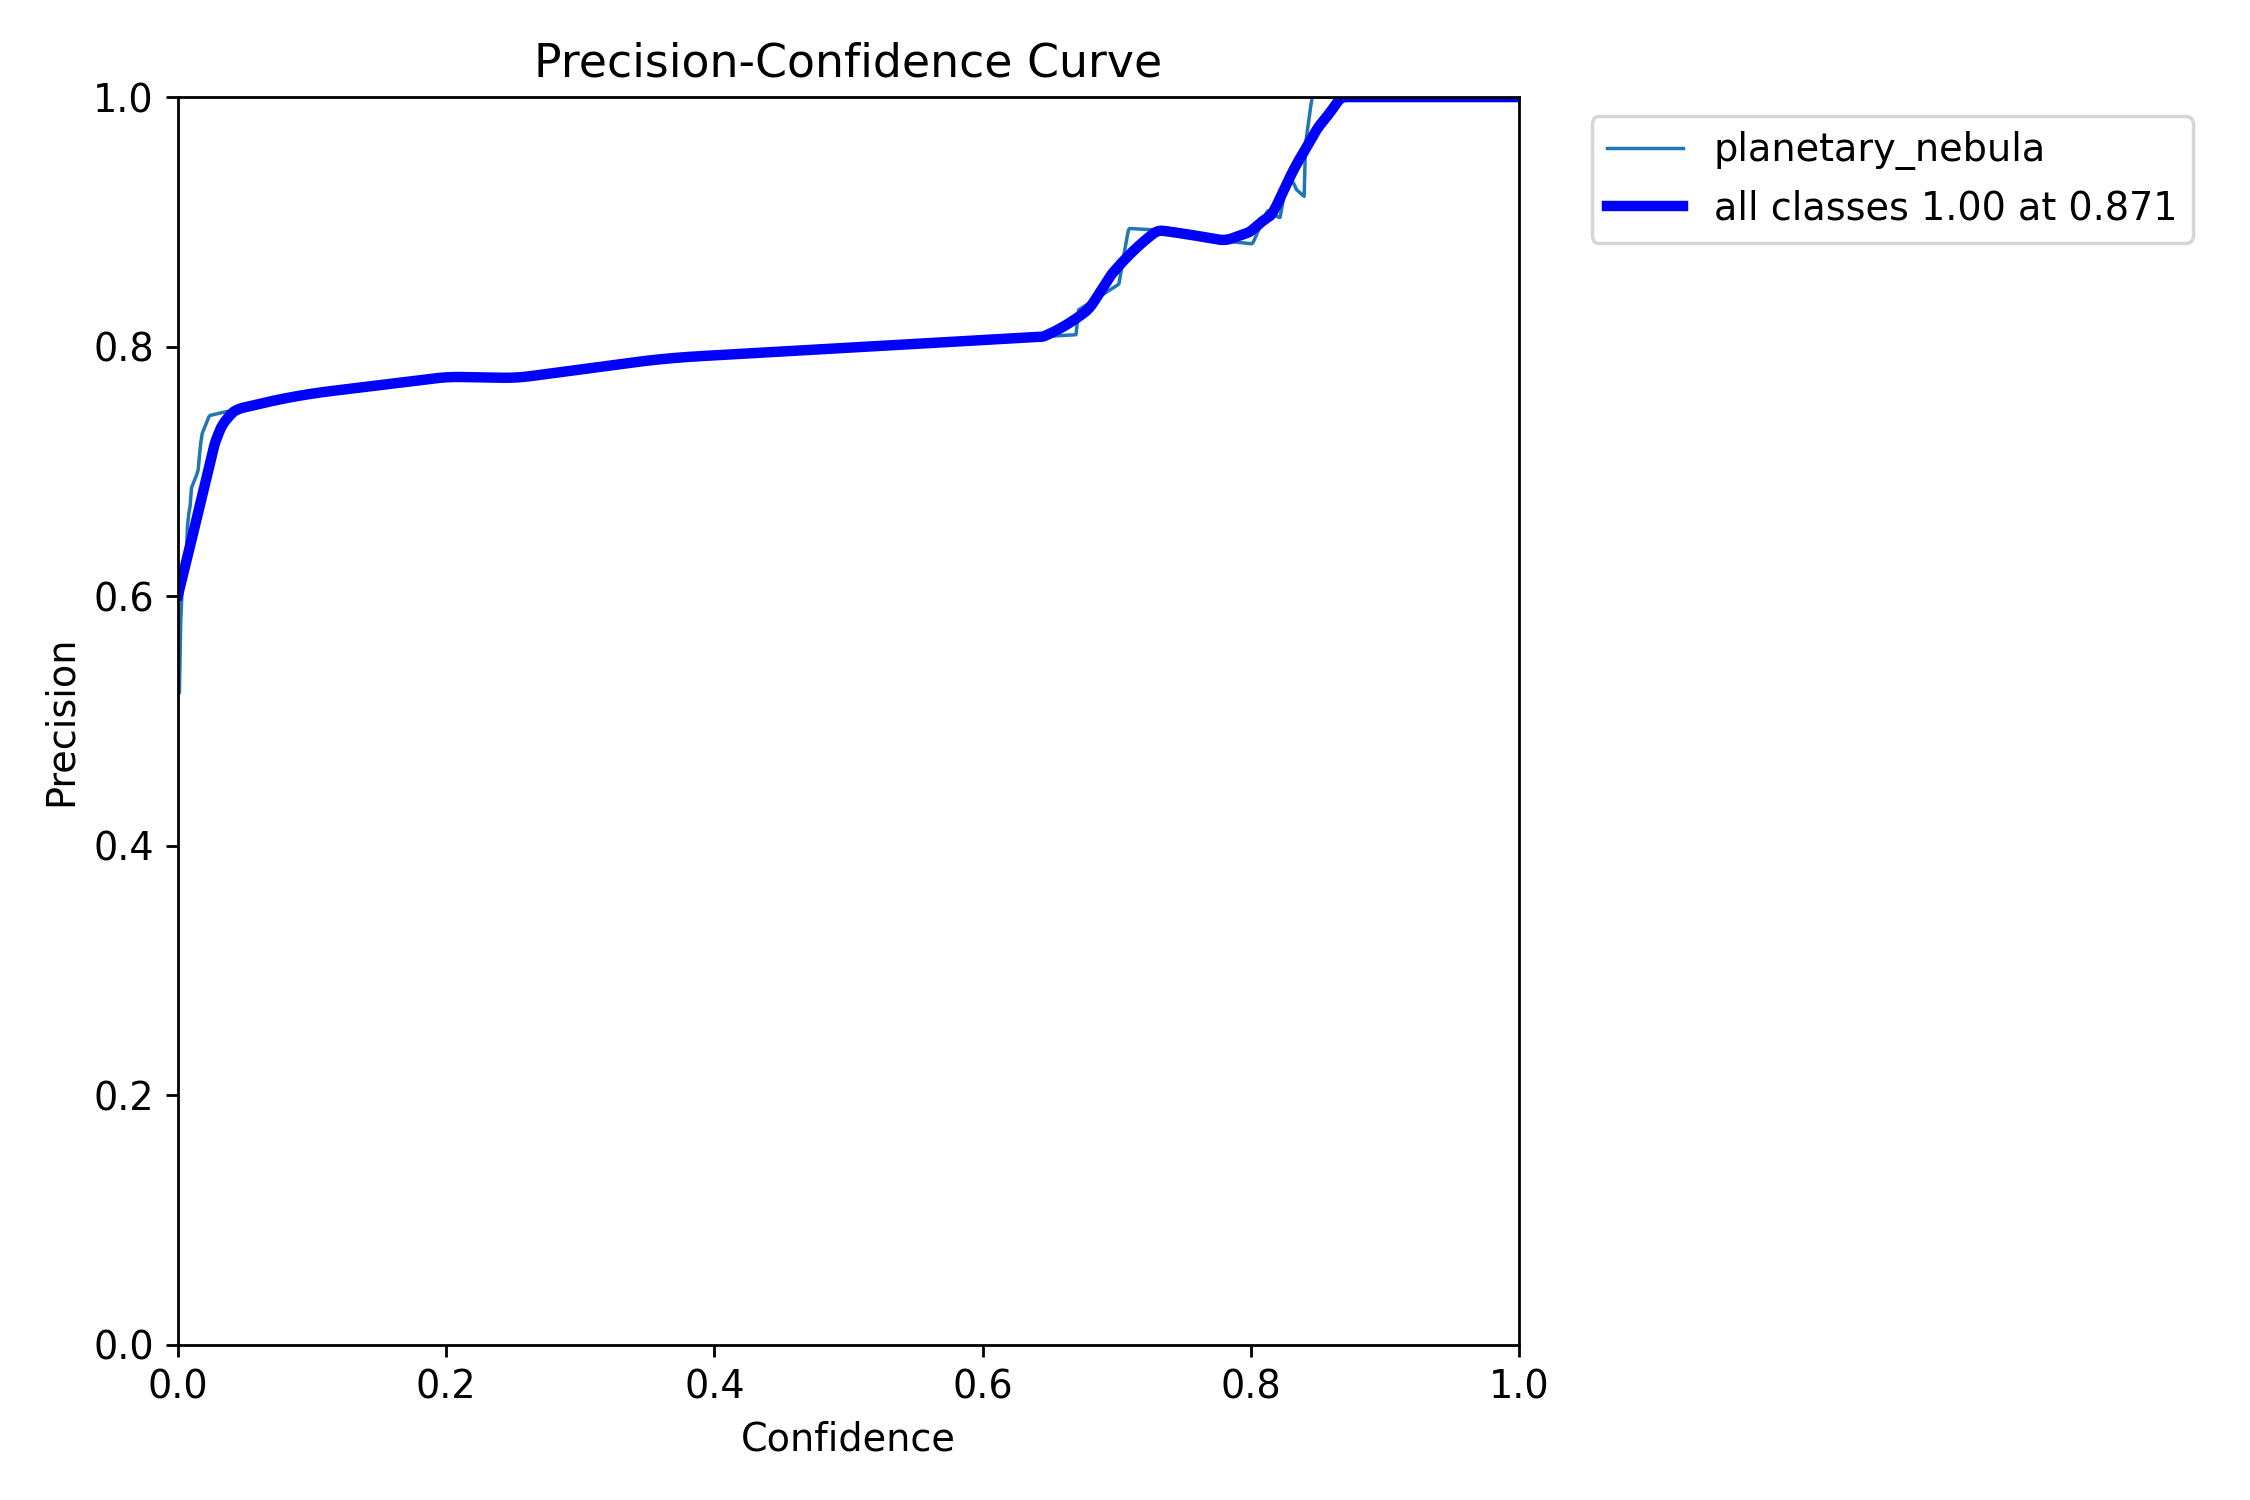 Precision-Confidence Curve
planetary_nebula
all classes 1.00 at 0.871
1.0
0.8
0.6
0.4
0.2
0.0
Precision
0.0 0.2 0.4 0.6 0.8 1.0
Confidence